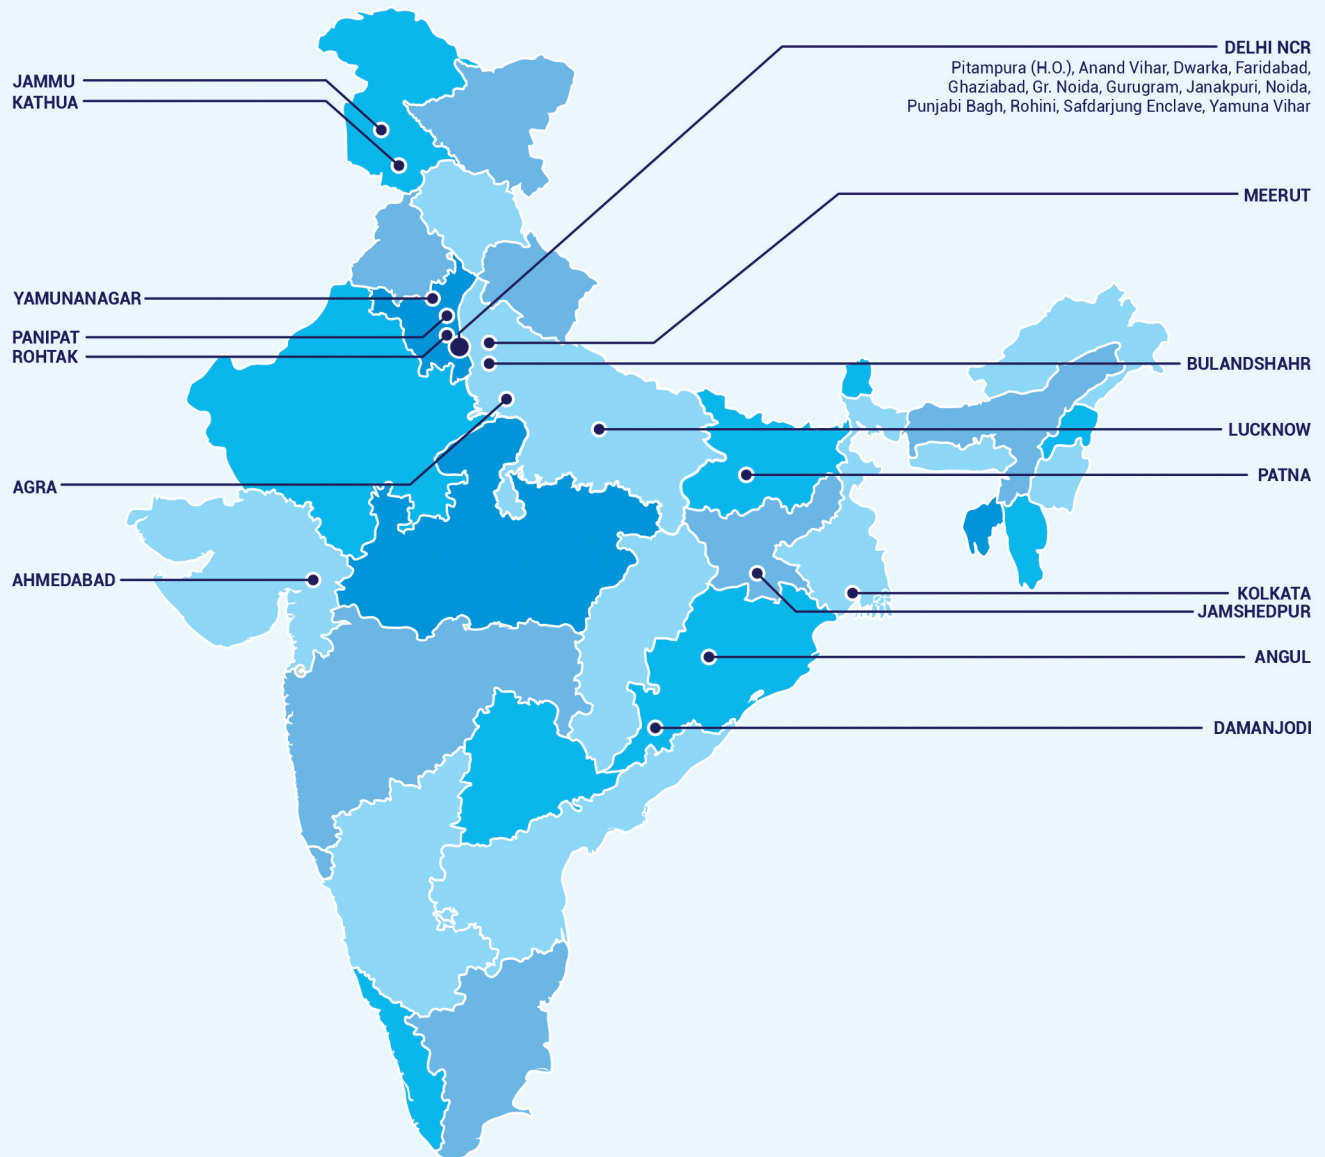 DELHI NCR
Pitampura (H.O.), Anand Vihar, Dwarka, Faridabad,
Ghaziabad, Gr. Noida, Gurugram, Janakpuri, Noida,
Punjabi Bagh, Rohini, Safdarjung Enclave, Yamuna Vihar
JAMMU
KATHUA
MEERUT
YAMUNANAGAR
PANIPAT
ROHTAK
BULANDSHAHR
LUCKNOW
PATNA
AGRA
AHMEDABAD
KOLKATA
JAMSHEDPUR
ANGUL
DAMANJODI